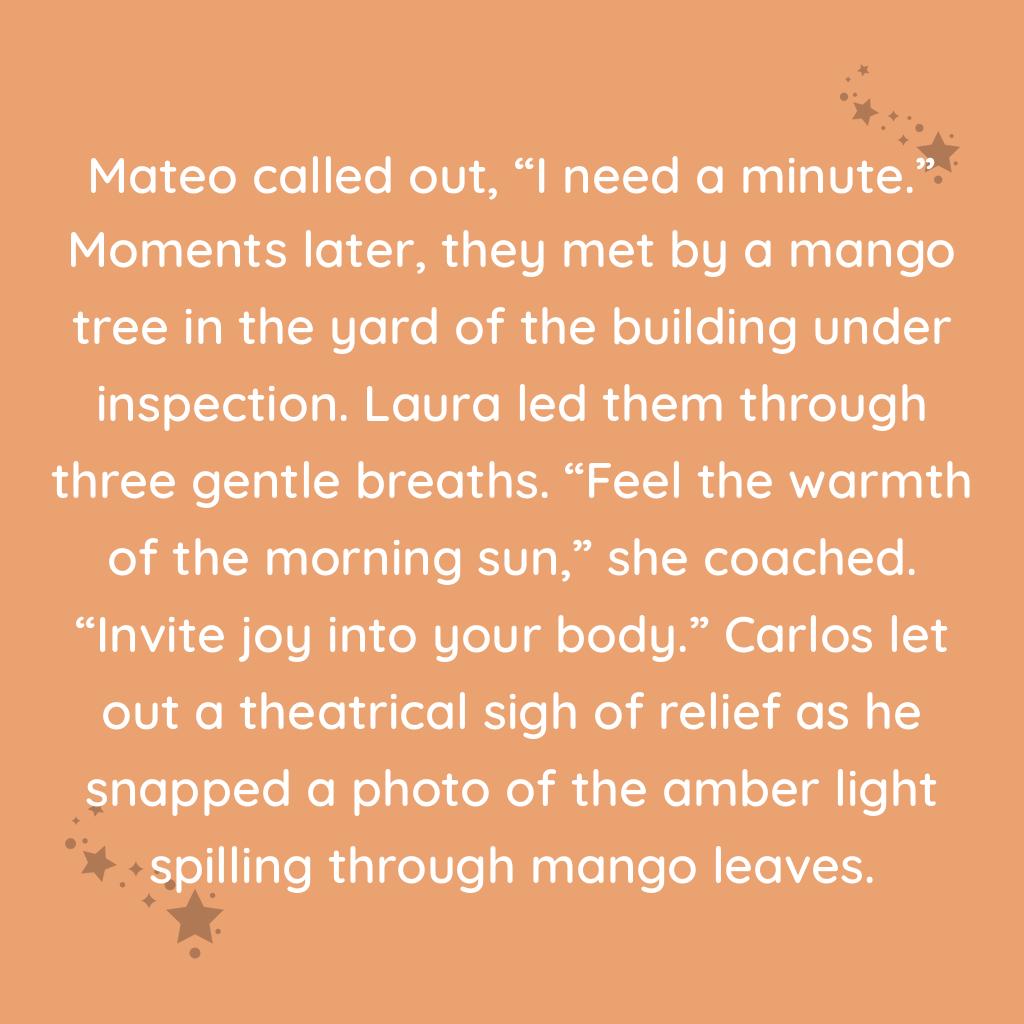 Mateo called out, “I need a minute.”
Moments later, they met by a mango
tree in the yard of the building under
inspection. Laura led them through
three gentle breaths. “Feel the warmth
of the morning sun,” she coached.
“Invite joy into your body.” Carlos let
out a theatrical sigh of relief as he
snapped a photo of the amber light
spilling through mango leaves.